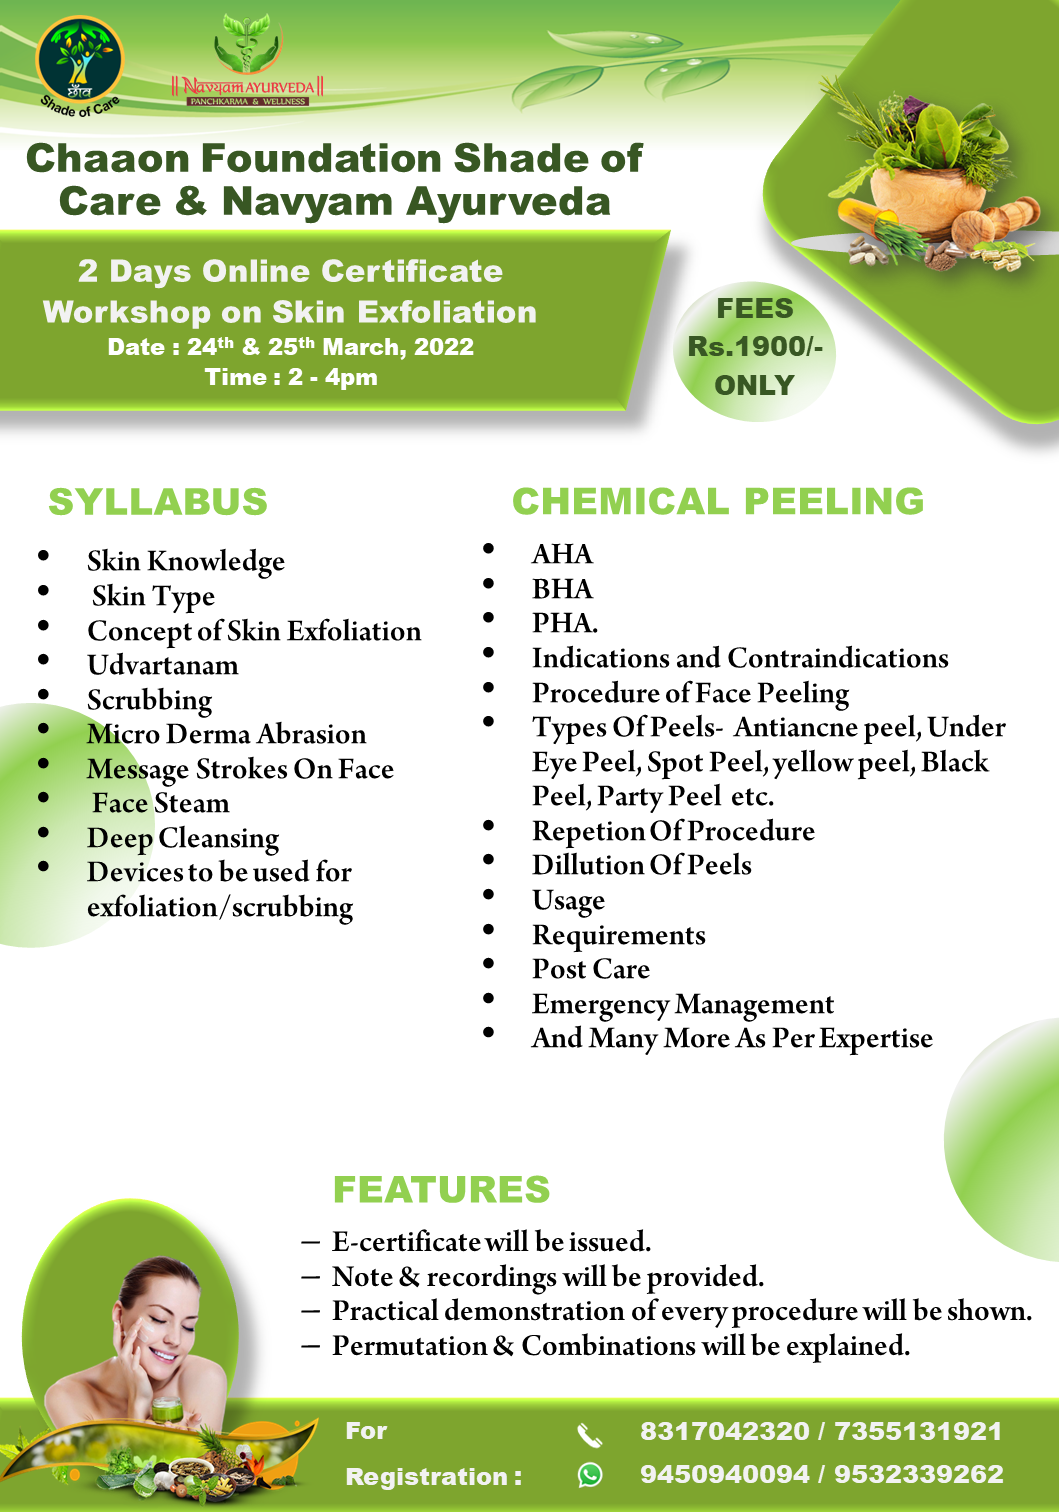 छाँव
Shade of Care
Navyam AYURVEDA
PANCHKARMA & WELLNESS
Chaaon Foundation Shade of
Care & Navyam Ayurveda
2 Days Online Certificate
Workshop on Skin Exfoliation
Date : 24th & 25th March, 2022
Time : 2 - 4pm
FEES
Rs.1900/-
ONLY
SYLLABUS
• Skin Knowledge
• Skin Type
• Concept of Skin Exfoliation
• Udvartanam
• Scrubbing
• Micro Derma Abrasion
• Message Strokes On Face
• Face Steam
• Deep Cleansing
• Devices to be used for
exfoliation/scrubbing
CHEMICAL PEELING
• AHA
• BHA
• PHA.
• Indications and Contraindications
• Procedure of Face Peeling
• Types Of Peels- Antiancne peel, Under
Eye Peel, Spot Peel, yellow peel, Black
Peel, Party Peel etc.
• Repetion Of Procedure
• Dillution Of Peels
• Usage
• Requirements
• Post Care
• Emergency Management
• And Many More As Per Expertise
FEATURES
– E-certificate will be issued.
– Note & recordings will be provided.
– Practical demonstration of every procedure will be shown.
– Permutation & Combinations will be explained.
For
Registration :
8317042320 / 7355131921
9450940094 / 9532339262